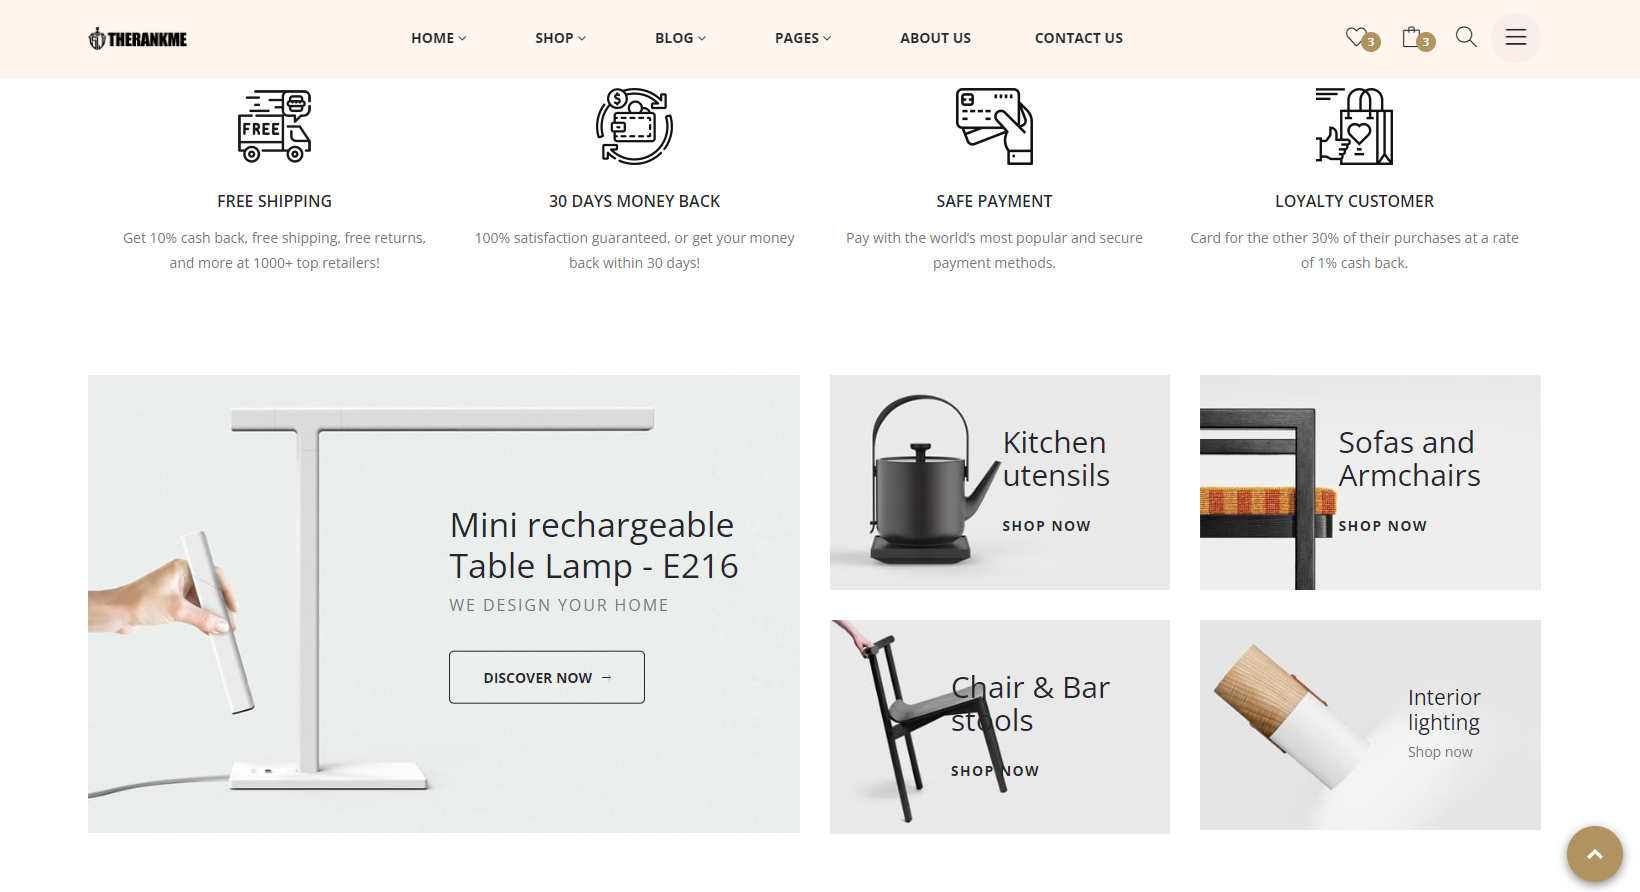 THERANKME
HOME
SHOP
BLOG
PAGES
ABOUT US
CONTACT US
3
3
FREE
$
FREE SHIPPING
Get 10% cash back, free shipping, free returns,
and more at 1000+ top retailers!
30 DAYS MONEY BACK
100% satisfaction guaranteed, or get your money
back within 30 days!
SAFE PAYMENT
Pay with the world’s most popular and secure
payment methods.
LOYALTY CUSTOMER
Card for the other 30% of their purchases at a rate
of 1% cash back.
Mini rechargeable
Table Lamp - E216
WE DESIGN YOUR HOME
DISCOVER NOW →
Kitchen
utensils
SHOP NOW
Sofas and
Armchairs
SHOP NOW
Chair & Bar
stools
SHOP NOW
Interior
lighting
Shop now